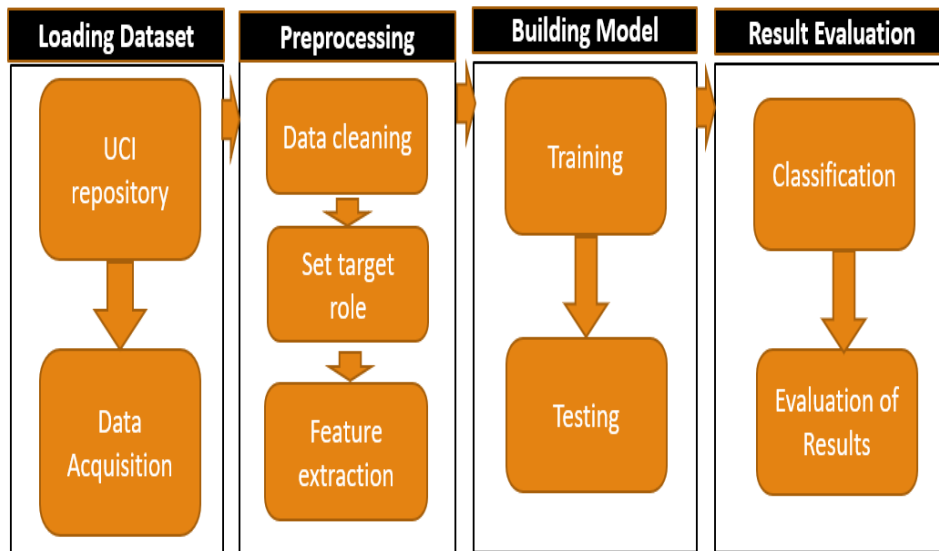 Loading Dataset
UCI
repository
Data
Acquisition
Preprocessing
Data cleaning
Set target
role
Feature
extraction
Building Model
Training
Testing
Result Evaluation
Classification
Evaluation of
Results